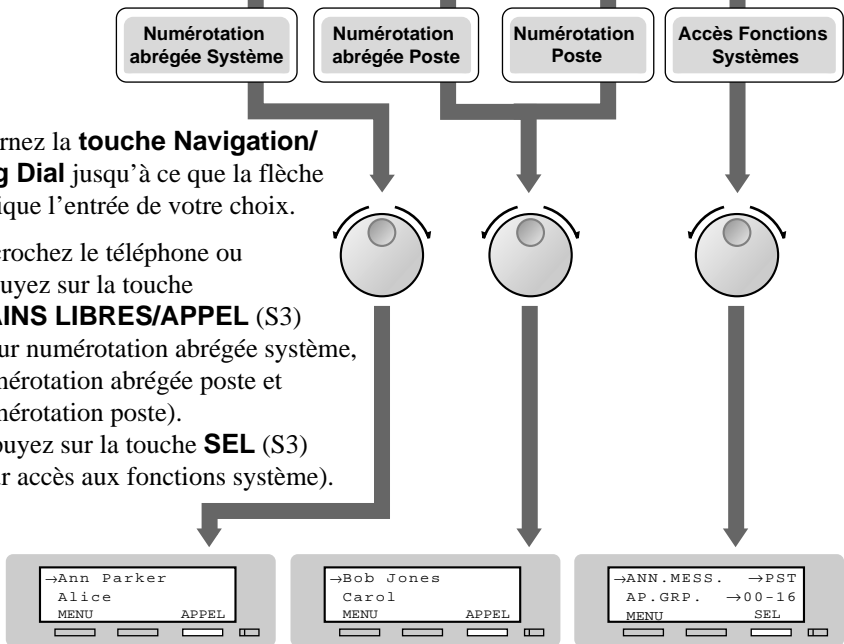 Numérotation
abrégée Système
Numérotation
abrégée Poste
Numérotation
Poste
Accès Fonctions
Systèmes
rnez la touche Navigation/
g Dial jusqu’à ce que la flèche
ique l’entrée de votre choix.
rochez le téléphone ou
uyez sur la touche
AINS LIBRES/APPEL (S3)
ur numérotation abrégée système,
mérotation abrégée poste et
mérotation poste).
puyez sur la touche SEL (S3)
ur accès aux fonctions système).
→Ann Parker
Alice
MENU APPEL
→Bob Jones
Carol
MENU APPEL
→ANN.MESS. →PST
AP.GRP. →00-16
MENU SEL